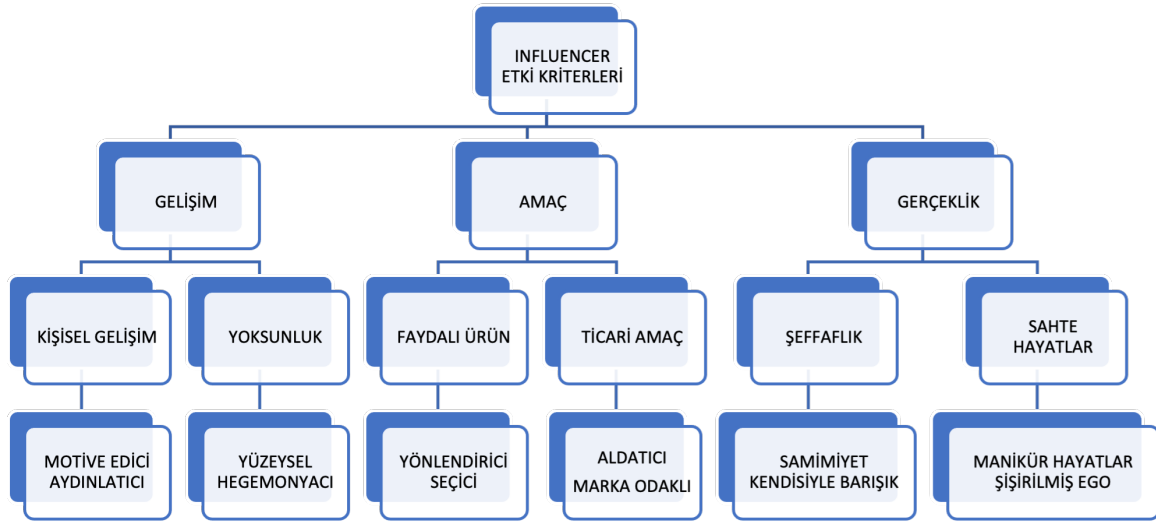 INFLUENCER
ETKİ KRİTERLERİ
GELİŞİM
AMAÇ
GERÇEKLİK
KİŞİSEL GELİŞİM
YOKSUNLUK
FAYDALI ÜRÜN
TİCARİ AMAÇ
ŞEFFAFLIK
SAHTE
HAYATLAR
MOTİVE EDİCİ
AYDINLATICI
YÜZEYSEL
HEGEMONYACI
YÖNLENDİRİCİ
SEÇİCİ
ALDATICI
MARKA ODAKLI
SAMİMİYET
KENDİSİYLE BARIŞIK
MANİKÜR HAYATLAR
ŞİŞİRİLMİŞ EGO